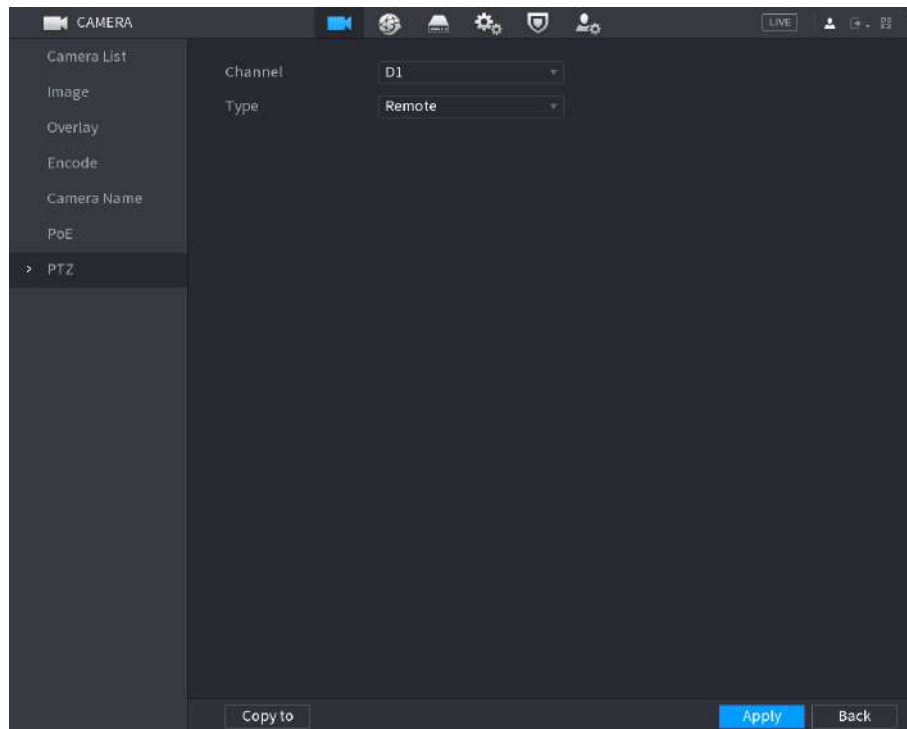 CAMERA
LIVE
Camera List
Image
Overlay
Encode
Camera Name
PoE
> PTZ
Channel D1
Type Remote
Copy to
Apply
Back